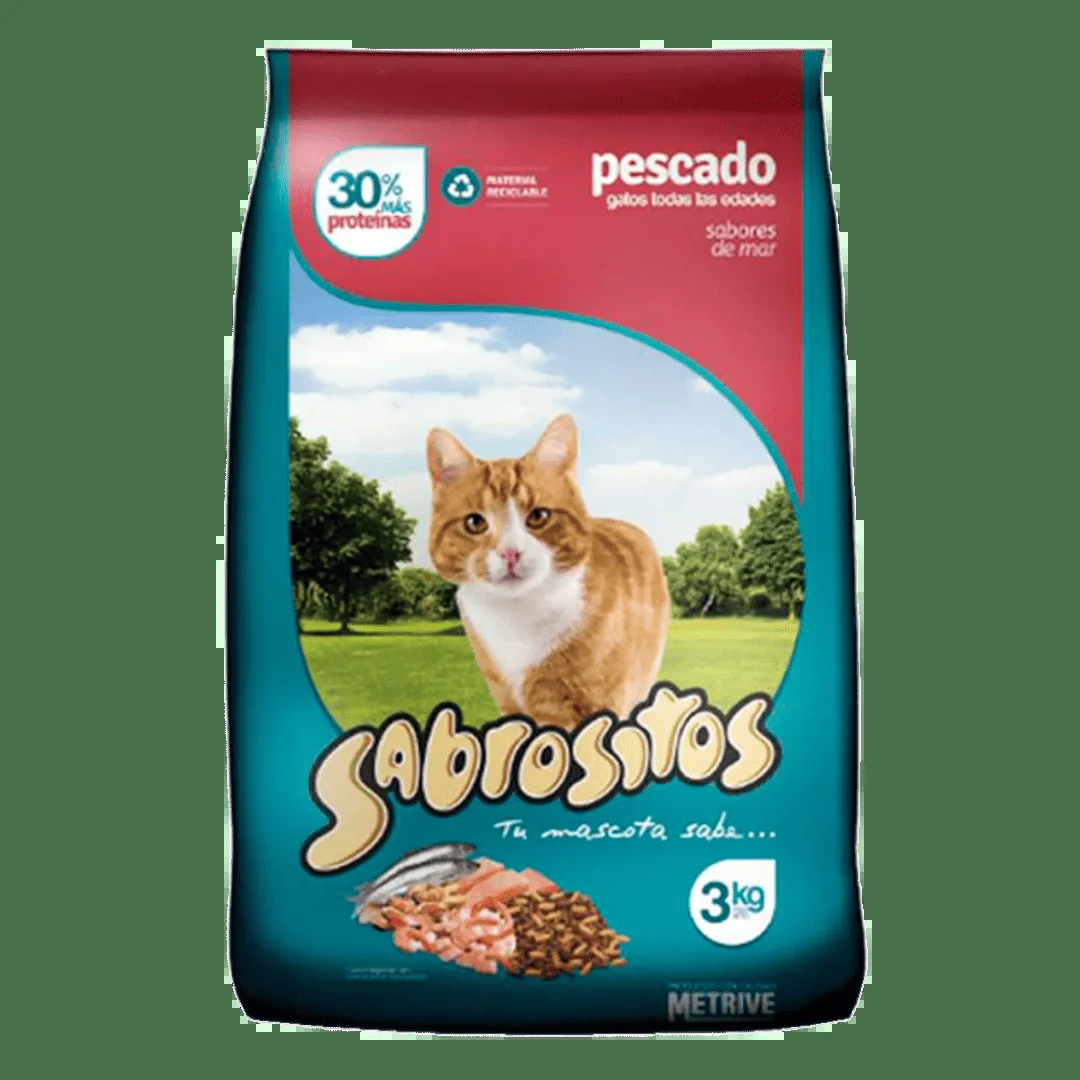 30%
MÁS
proteínas
MATERIAL
RECICLABLE
pescado
gatos todas las edades
sabores
de mar
Sabrositos
Tu mascota sabe...
3kg
METRIVE